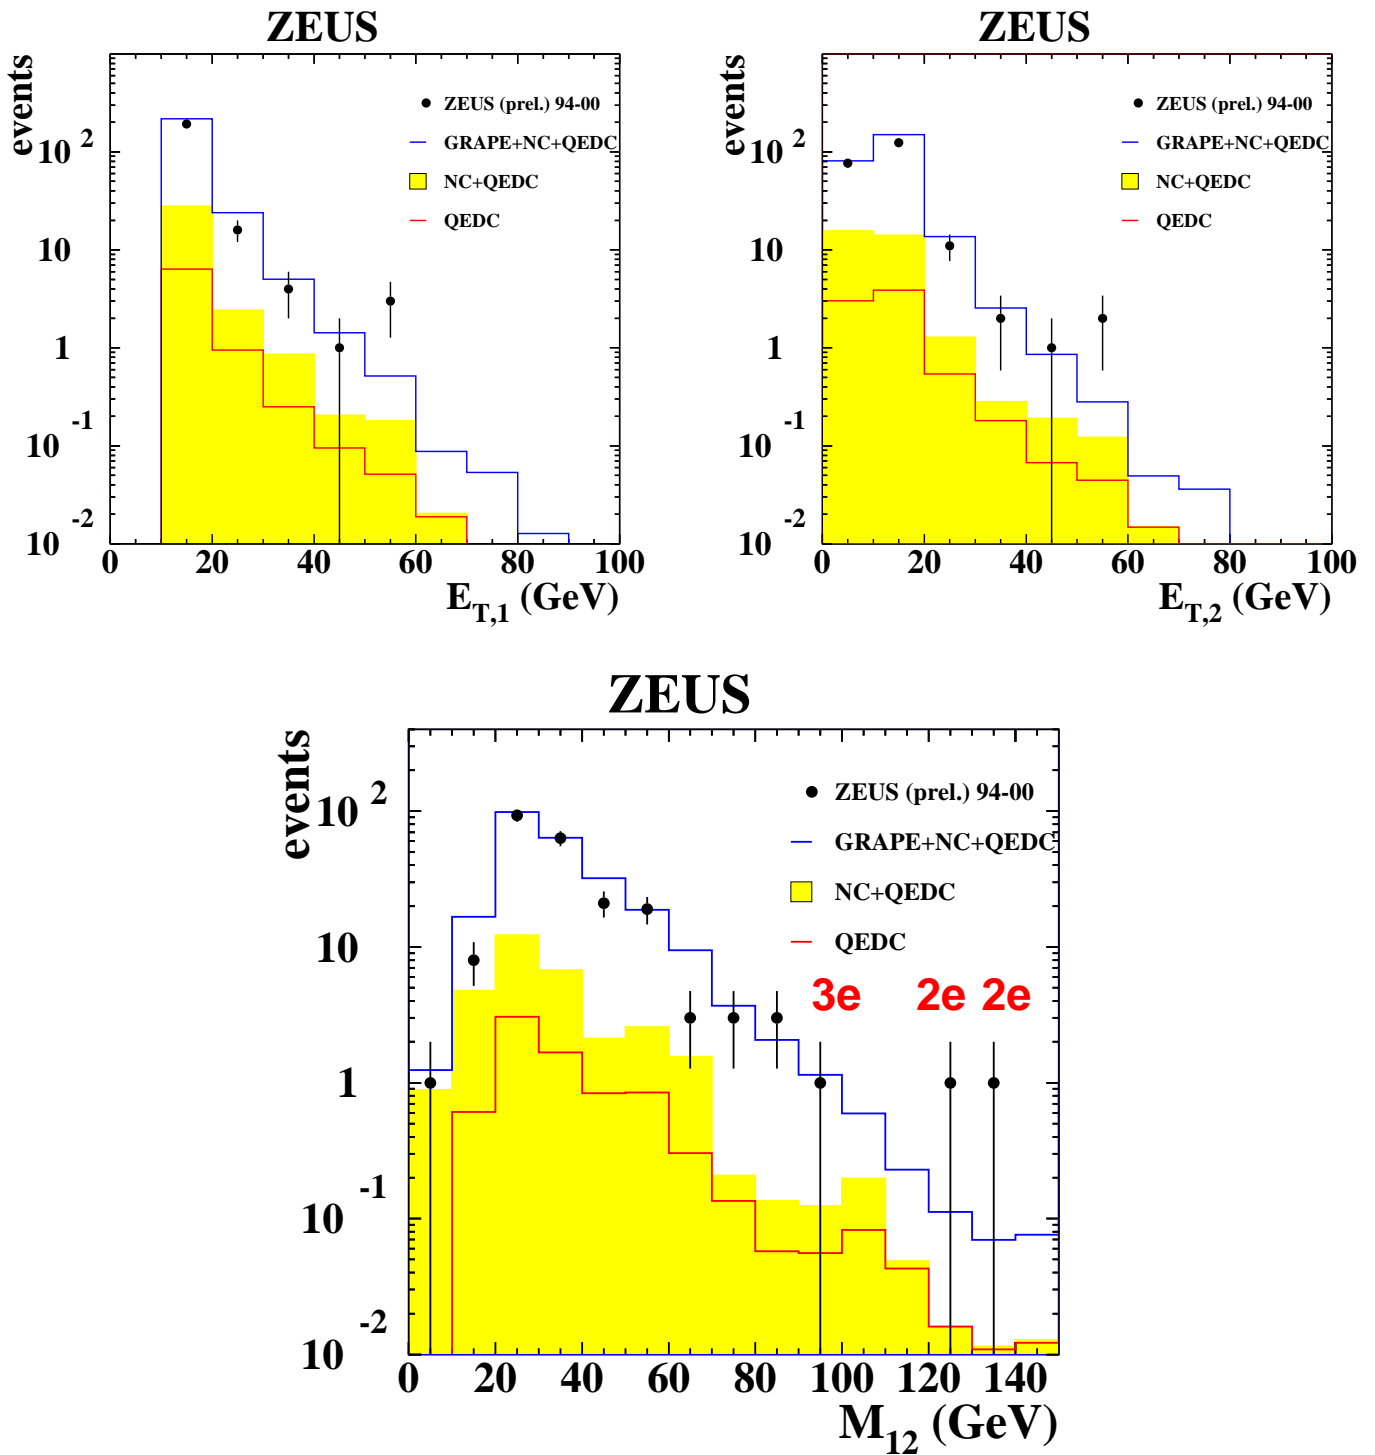 ZEUS
events
10 2
10
1
10 -1
10 -2
0 20 40 60 80 100
E T,1 (GeV)
ZEUS (prel.) 94-00
GRAPE+NC+QEDC
NC+QEDC
QEDC
ZEUS
events
10 2
10
1
10 -1
10 -2
0 20 40 60 80 100
E T,2 (GeV)
ZEUS (prel.) 94-00
GRAPE+NC+QEDC
NC+QEDC
QEDC
ZEUS
events
10 2
10
1
10 -1
10 -2
0 20 40 60 80 100 120 140
M 12 (GeV)
ZEUS (prel.) 94-00
GRAPE+NC+QEDC
NC+QEDC
QEDC
3e 2e 2e